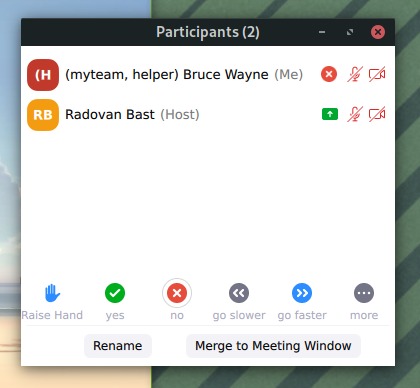 Participants (2)
(H (myteam, helper) Bruce Wayne (Me)
RB Radovan Bast (Host)
Raise Hand yes no go slower go faster more
Rename Merge to Meeting Window